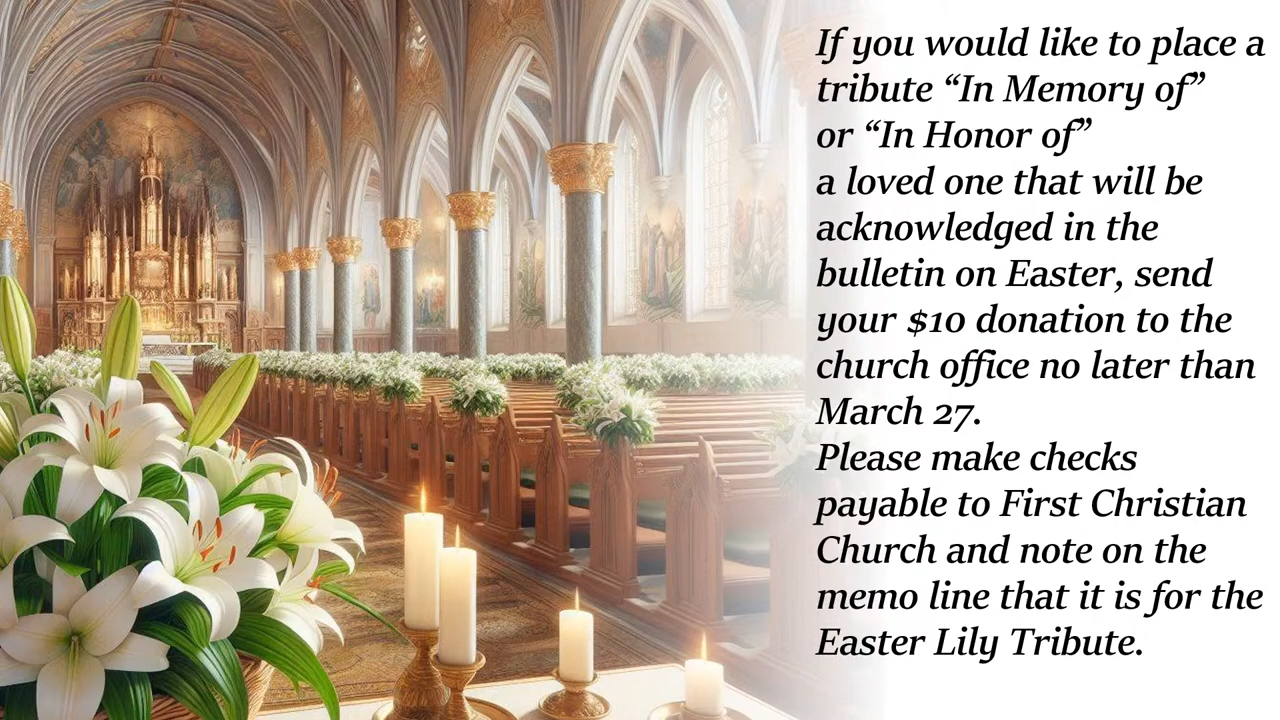 If you would like to place a
tribute “In Memory of”
or “In Honor of”
a loved one that will be
acknowledged in the
bulletin on Easter, send
your $10 donation to the
church office no later than
March 27.
Please make checks
payable to First Christian
Church and note on the
memo line that it is for the
Easter Lily Tribute.